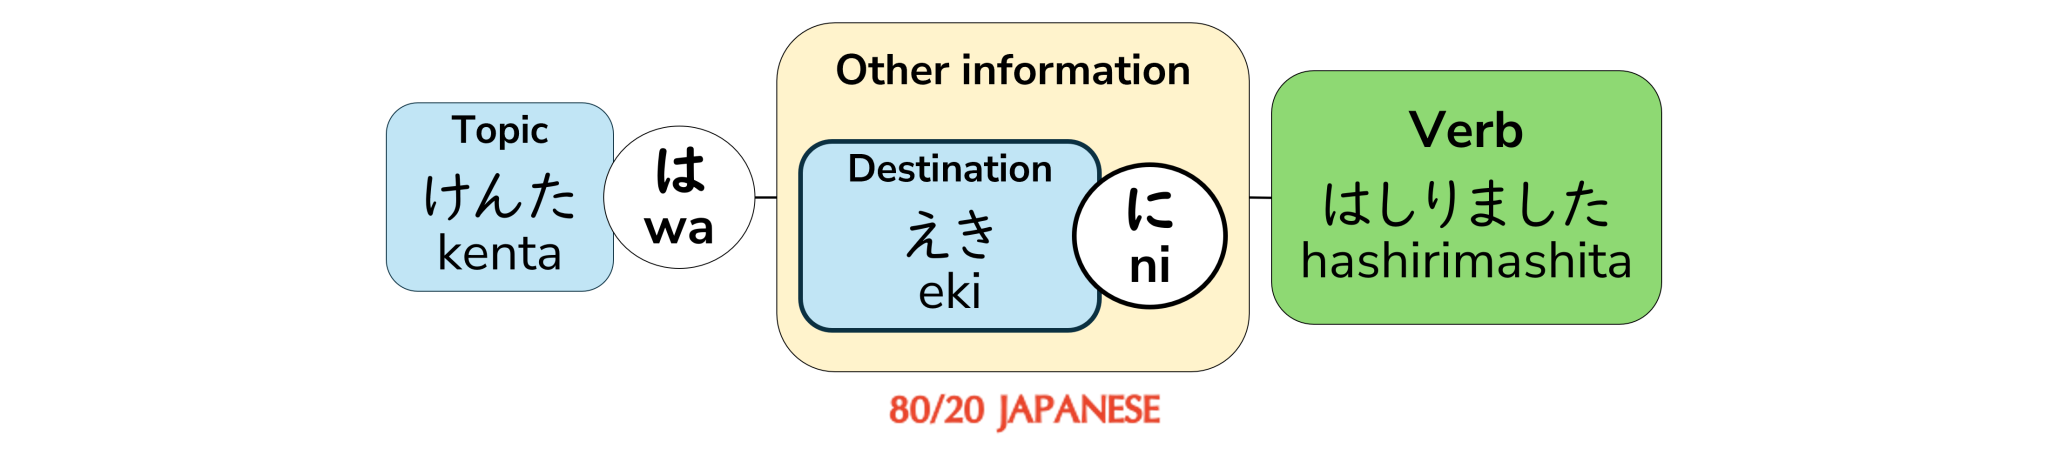 Topic
けんた
kenta
は
wa
Other information
Destination
えき
eki
に
ni
Verb
はしりました
hashirimashita
80/20 JAPANESE